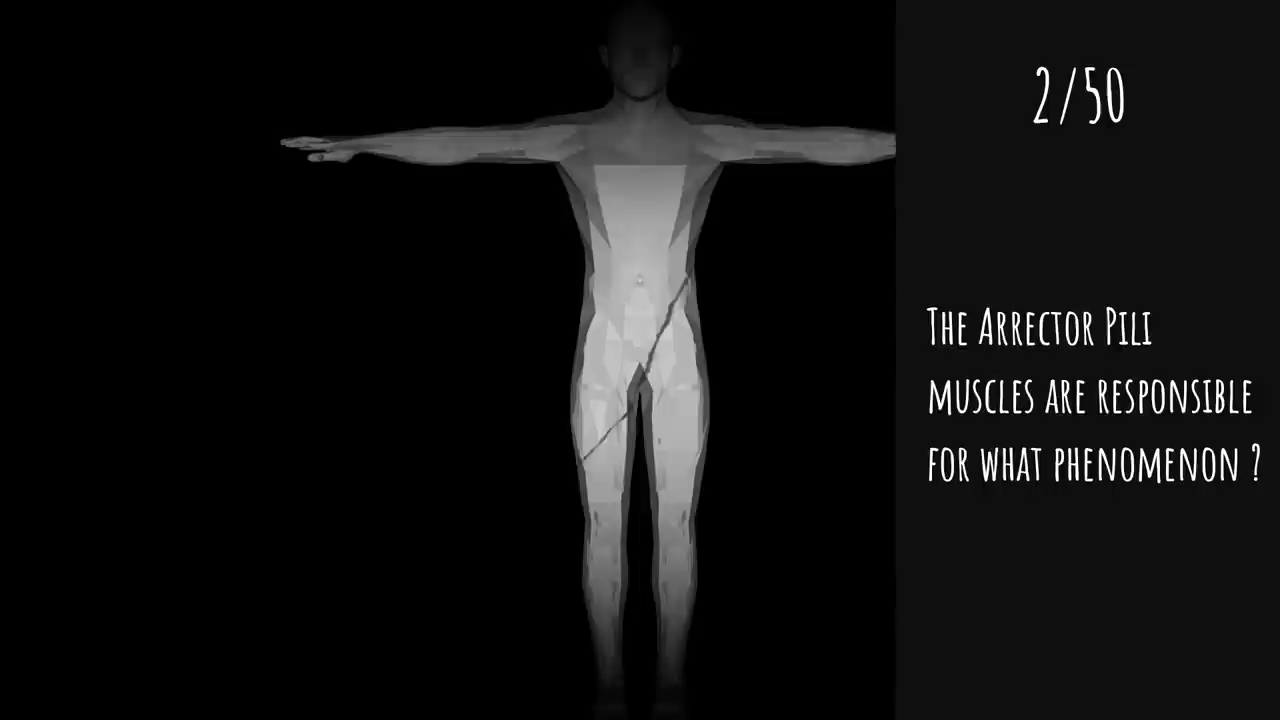 2/50
The Arrector Pili
muscles are responsible
for what phenomenon ?